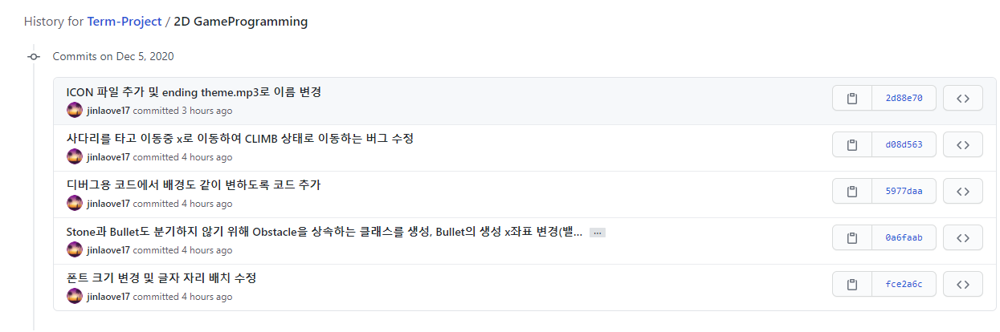 History for Term-Project / 2D GameProgramming
Commits on Dec 5, 2020
ICON 파일 추가 및 ending theme.mp3로 이름 변경
jinlaove17 committed 3 hours ago
2d88e70
사다리를 타고 이동중 x로 이동하여 CLIMB 상태로 이동하는 버그 수정
jinlaove17 committed 4 hours ago
d08d563
디버그용 코드에서 배경도 같이 변하도록 코드 추가
jinlaove17 committed 4 hours ago
5977daa
Stone과 Bullet도 분기하지 않기 위해 Obstacle을 상속하는 클래스를 생성, Bullet의 생성 x좌표 변경(밸... ...
jinlaove17 committed 4 hours ago
0a6faab
폰트 크기 변경 및 글자 자리 배치 수정
jinlaove17 committed 4 hours ago
fce2a6c